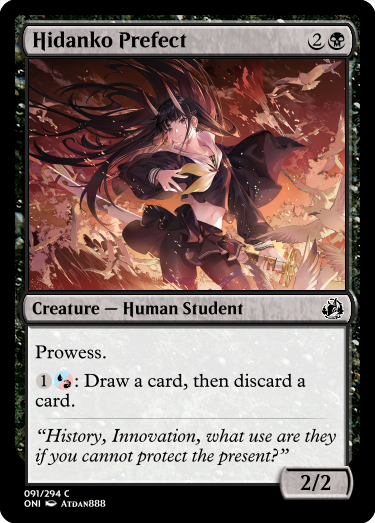 Hidanko Prefect 2
Creature — Human Student
Prowess.
1 : Draw a card, then discard a
card.
“History, Innovation, what use are they
if you cannot protect the present?”
2/2
091/294 C
ONI Atdan888